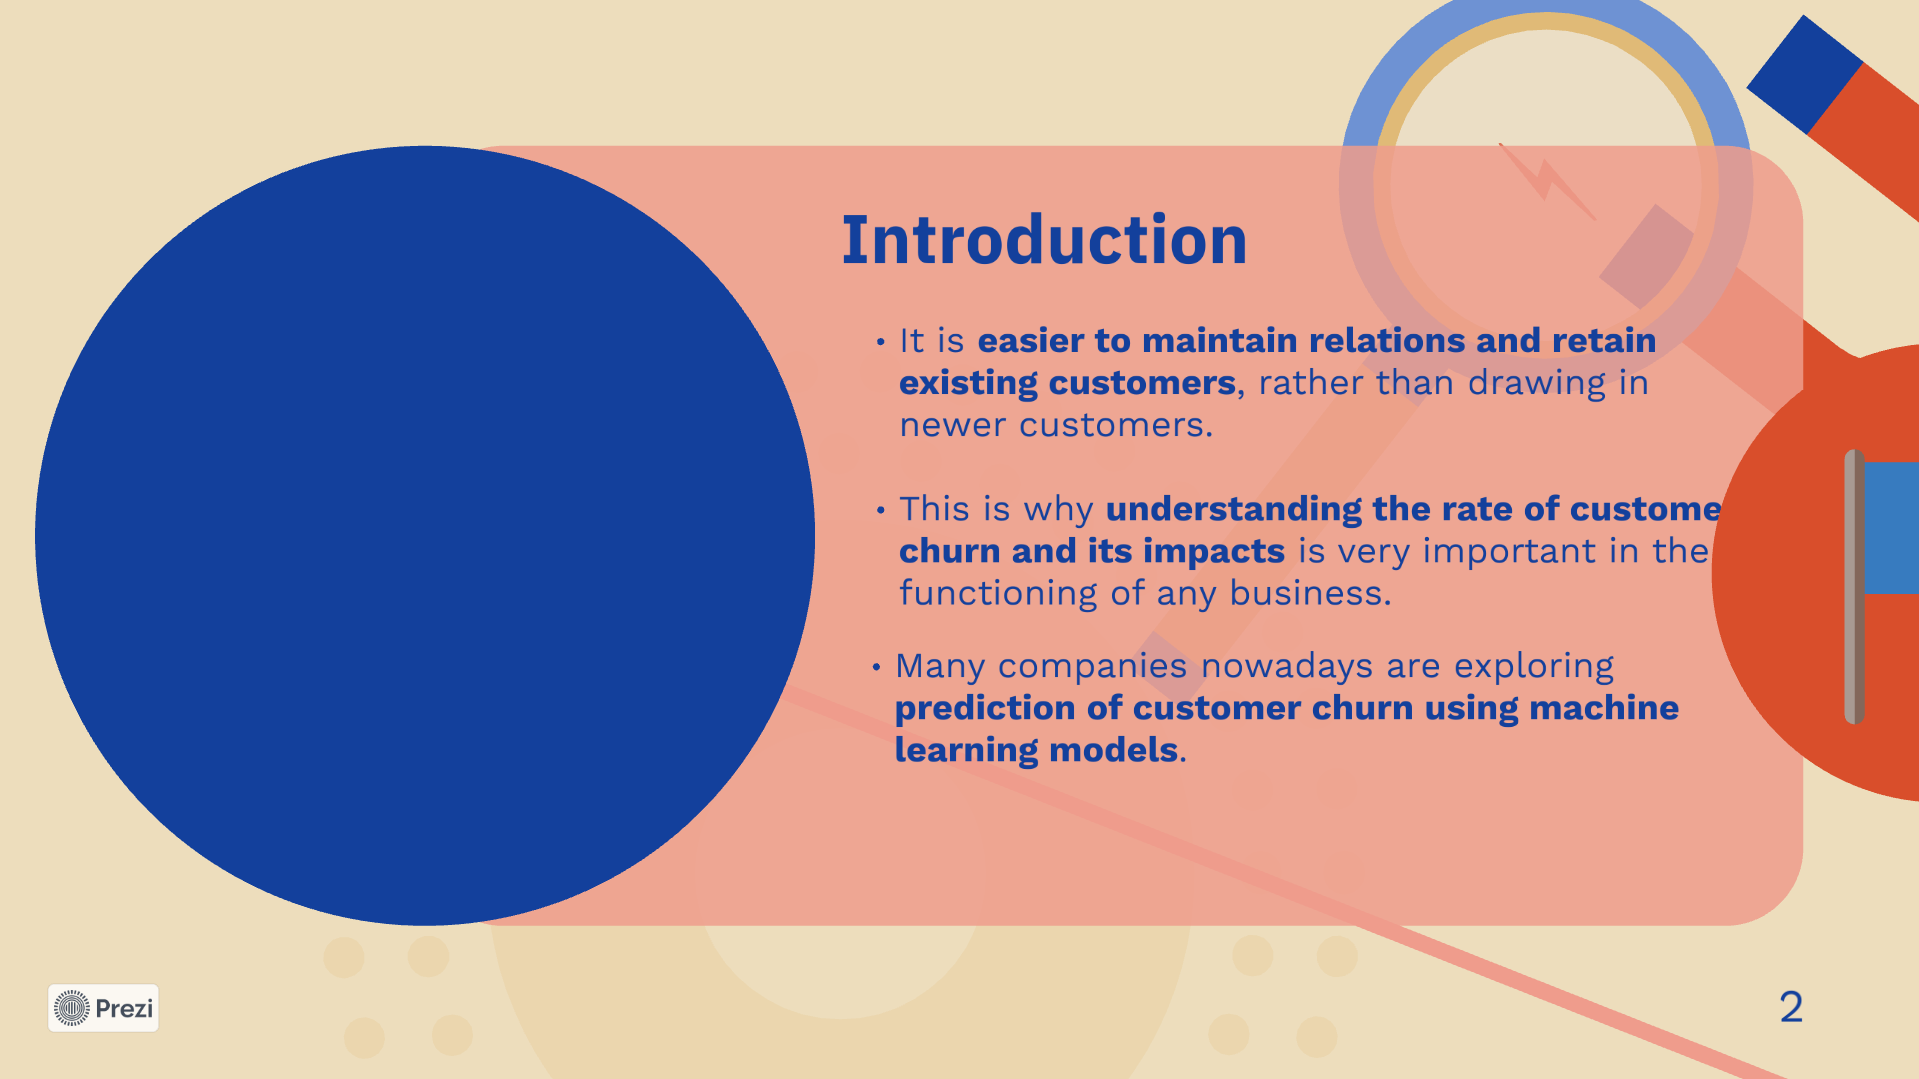 Introduction
• It is easier to maintain relations and retain
existing customers, rather than drawing in
newer customers.
• This is why understanding the rate of custome
churn and its impacts is very important in the
functioning of any business.
• Many companies nowadays are exploring
prediction of customer churn using machine
learning models.
Prezi
2